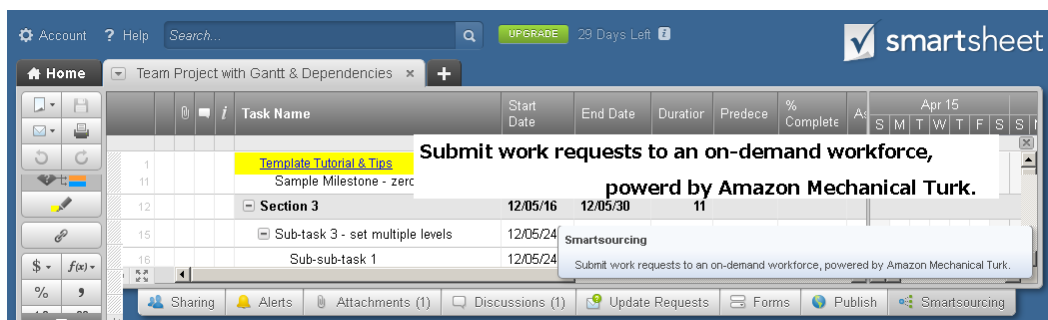 Account ? Help Search... UPGRADE 29 Days Left i smartsheet
Home Team Project with Gantt & Dependencies × +
Task Name Start Date End Date Duration Predece % Complete As Apr 15
i S M T W T F S S
1 Template Tutorial & Tips
Submit work requests to an on-demand workforce,
11 Sample Milestone - zero
powerd by Amazon Mechanical Turk.
12 Section 3 12/05/16 12/05/30 11
15 Sub-task 3 - set multiple levels 12/05/24
Smartsourcing
16 Sub-sub-task 1 12/05/24
Submit work requests to an on-demand workforce, powered by Amazon Mechanical Turk.
$ f(x)
% ,
Sharing Alerts Attachments (1) Discussions (1) Update Requests Forms Publish Smartsourcing